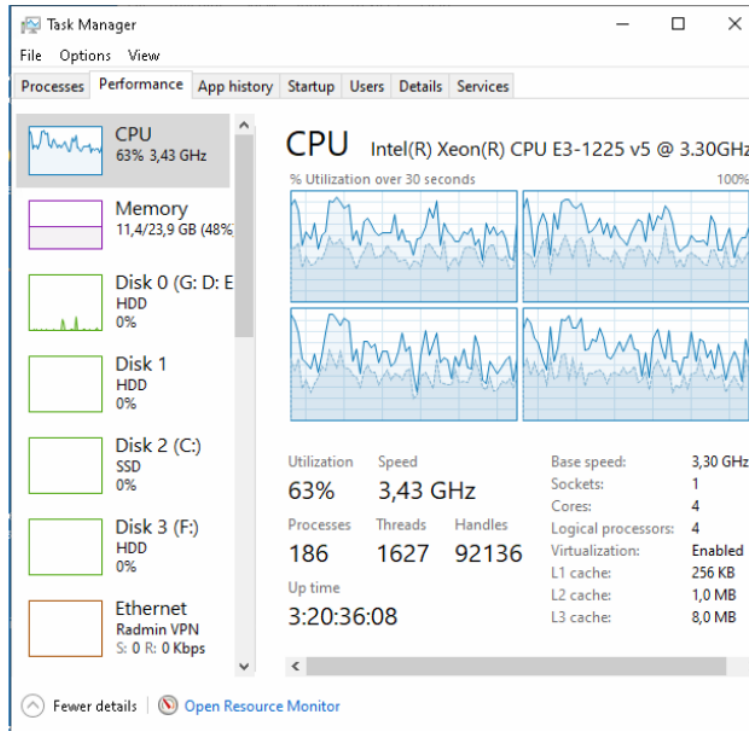 Task Manager
File Options View
Processes Performance App history Startup Users Details Services
CPU
63% 3,43 GHz
Memory
11,4/23,9 GB (48%)
Disk 0 (G: D: E
HDD
0%
Disk 1
HDD
0%
Disk 2 (C:)
SSD
0%
Disk 3 (F:)
HDD
0%
Ethernet
Radmin VPN
S: 0 R: 0 Kbps
CPU Intel(R) Xeon(R) CPU E3-1225 v5 @ 3.30GHz
% Utilization over 30 seconds 100%
Utilization Speed
63% 3,43 GHz
Processes Threads Handles
186 1627 92136
Up time
3:20:36:08
Base speed: 3,30 GHz
Sockets: 1
Cores: 4
Logical processors: 4
Virtualization: Enabled
L1 cache: 256 KB
L2 cache: 1,0 MB
L3 cache: 8,0 MB
Fewer details Open Resource Monitor